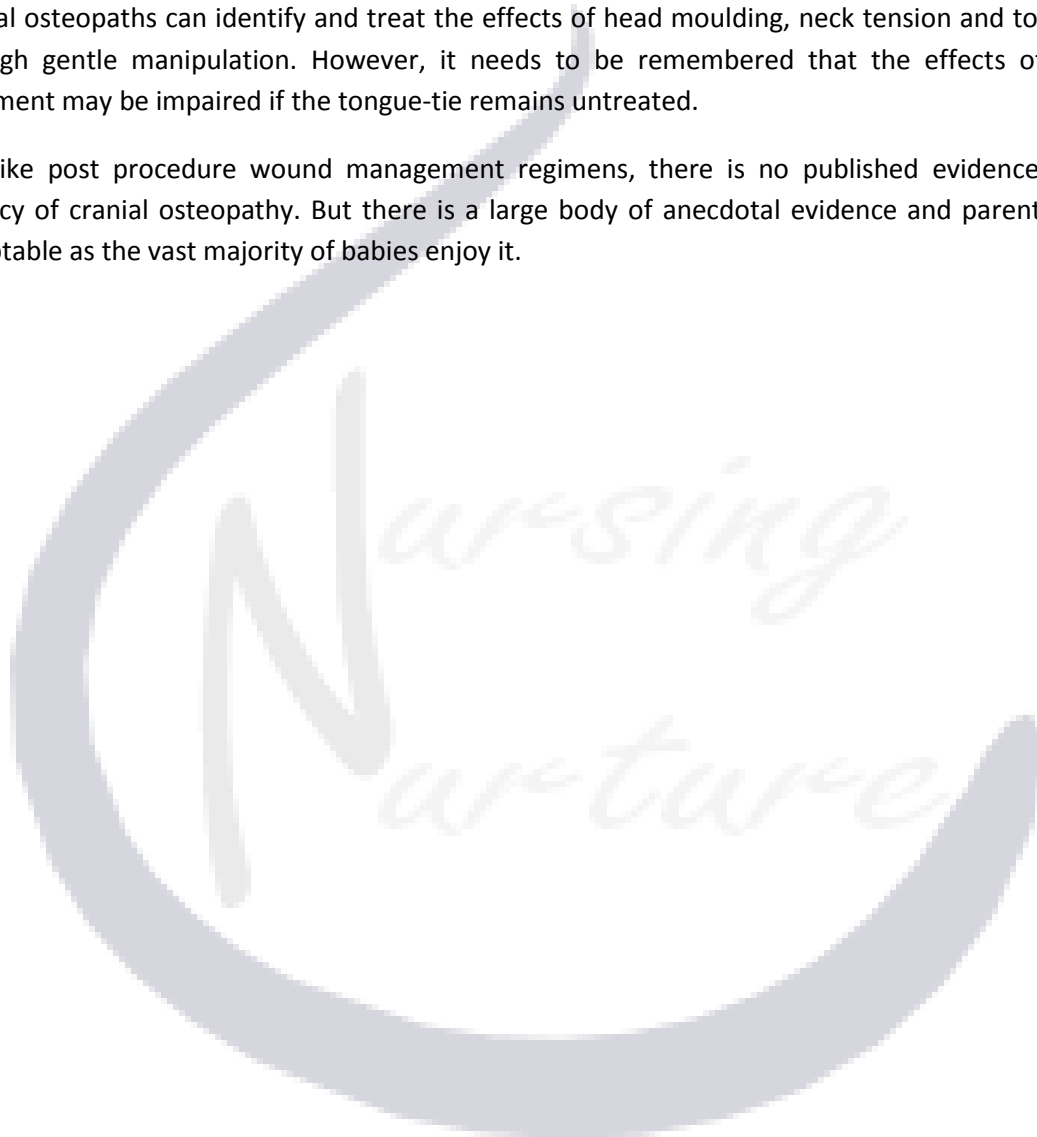 al osteopaths can identify and treat the effects of head moulding, neck tension and to
gh gentle manipulation. However, it needs to be remembered that the effects of
ment may be impaired if the tongue-tie remains untreated.
ike post procedure wound management regimens, there is no published evidence
cy of cranial osteopathy. But there is a large body of anecdotal evidence and parent
table as the vast majority of babies enjoy it.
Nursing
Nurture